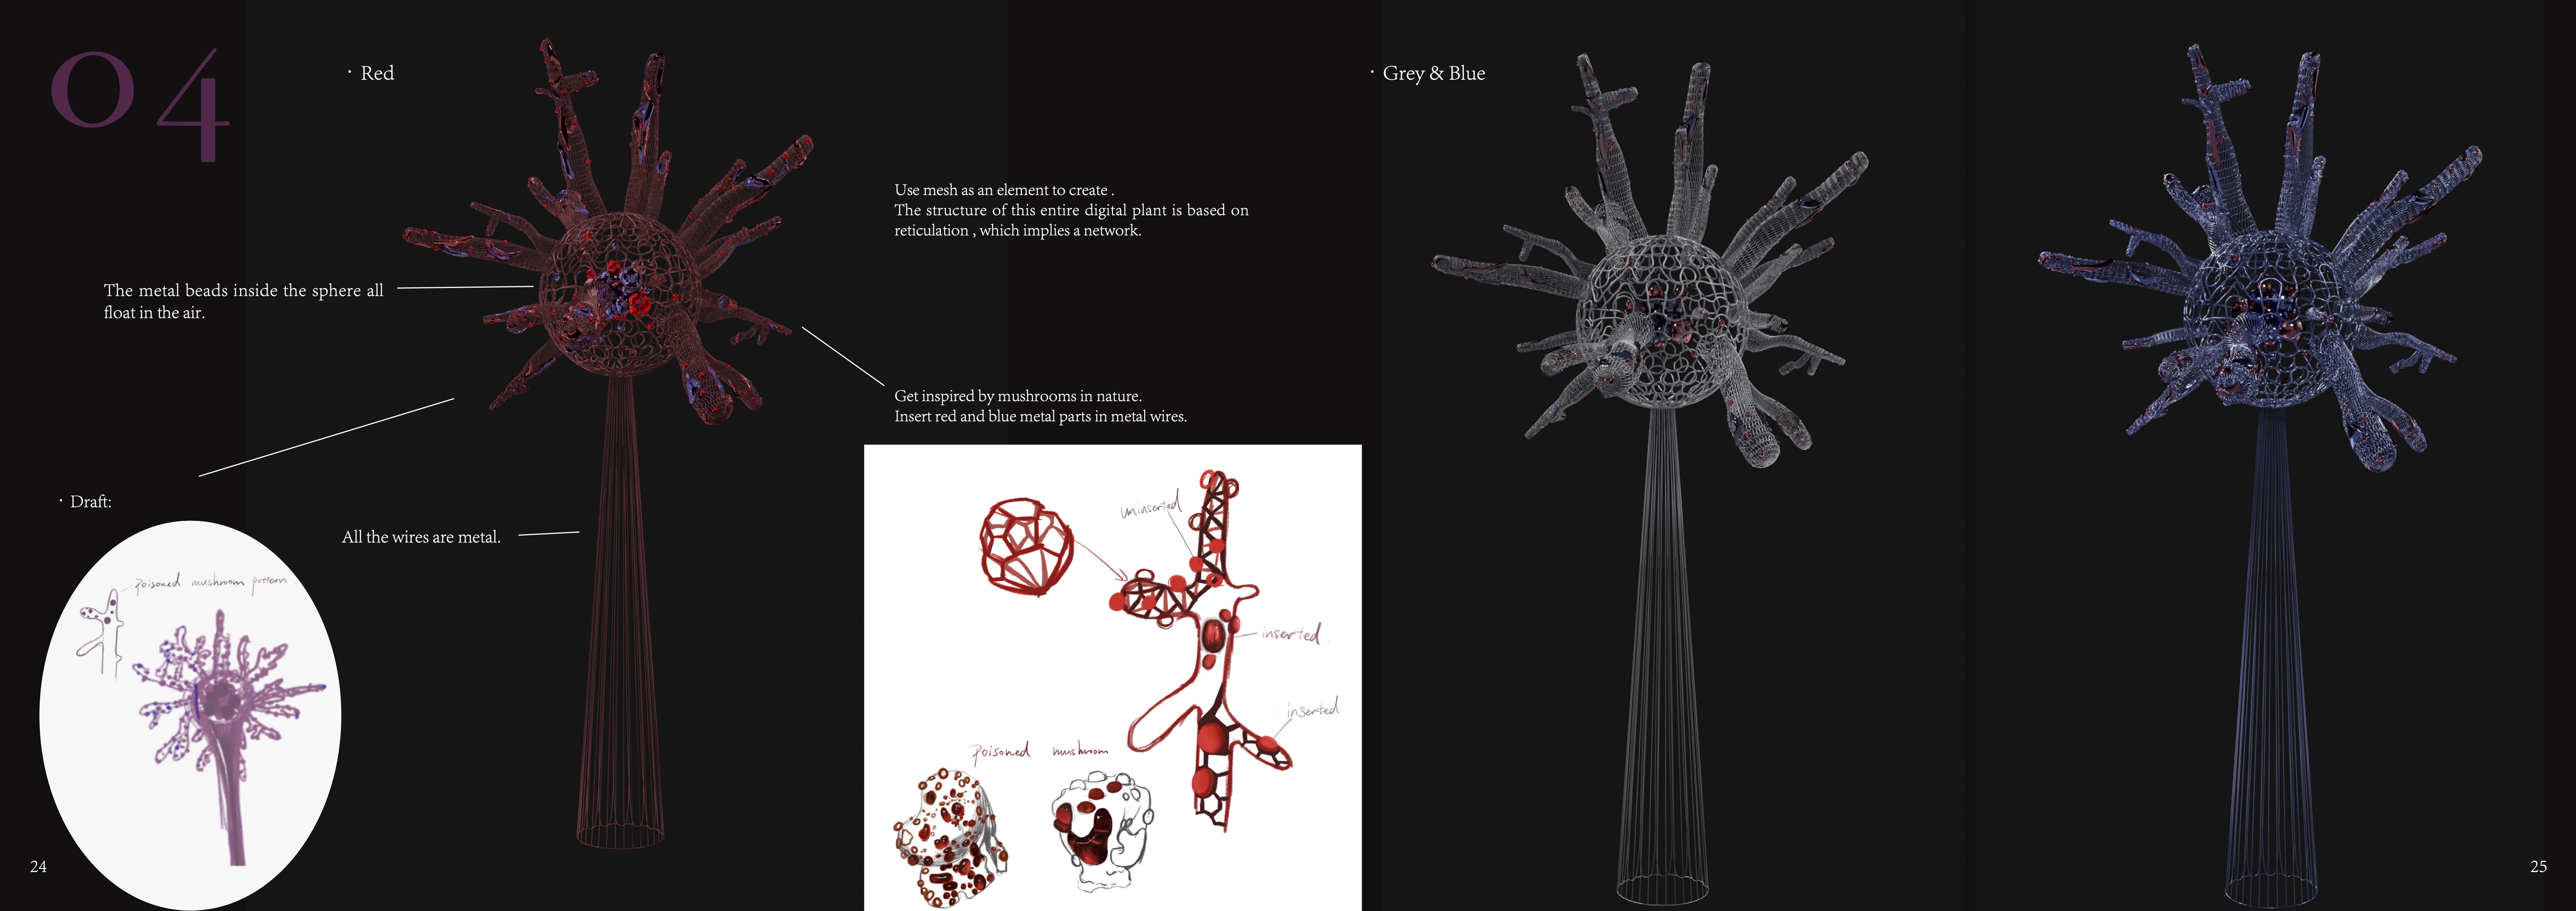 04
· Red
The metal beads inside the sphere all
float in the air.
Use mesh as an element to create .
The structure of this entire digital plant is based on
reticulation , which implies a network.
Get inspired by mushrooms in nature.
Insert red and blue metal parts in metal wires.
· Draft:
All the wires are metal.
Poisoned mushroom pattern
uninserted
inserted
inserted
Poisoned mushroom
24
· Grey & Blue
25